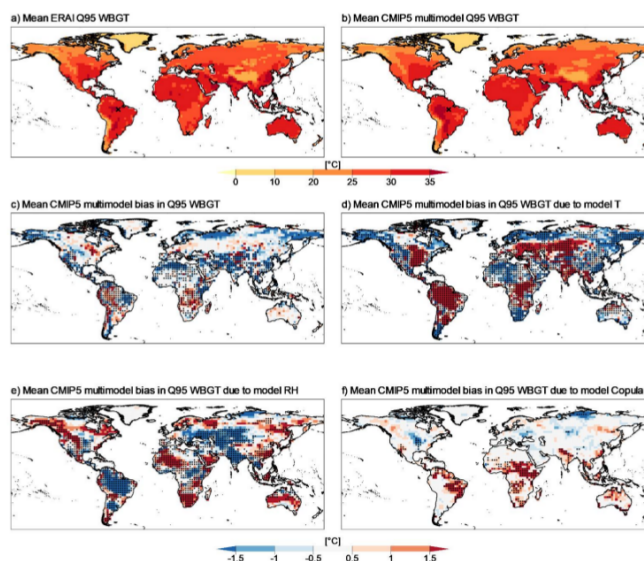 a) Mean ERAI Q95 WBGT
b) Mean CMIP5 multimodel Q95 WBGT
[°C]
0 10 20 25 30 35
c) Mean CMIP5 multimodel bias in Q95 WBGT
d) Mean CMIP5 multimodel bias in Q95 WBGT due to model T
e) Mean CMIP5 multimodel bias in Q95 WBGT due to model RH
f) Mean CMIP5 multimodel bias in Q95 WBGT due to model Copula
[°C]
-1.5 -1 -0.5 0.5 1 1.5